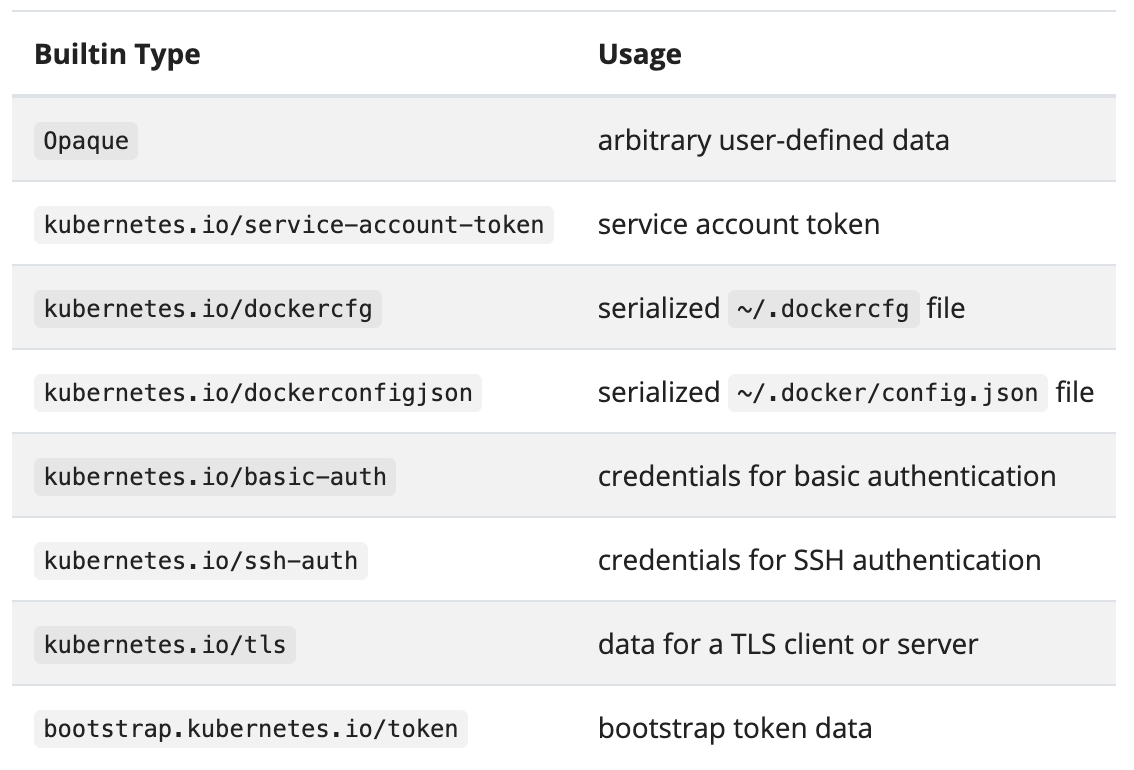 Builtin Type Usage
Opaque arbitrary user-defined data
kubernetes.io/service-account-token service account token
kubernetes.io/dockercfg serialized ~/.dockercfg file
kubernetes.io/dockerconfigjson serialized ~/.docker/config.json file
kubernetes.io/basic-auth credentials for basic authentication
kubernetes.io/ssh-auth credentials for SSH authentication
kubernetes.io/tls data for a TLS client or server
bootstrap.kubernetes.io/token bootstrap token data